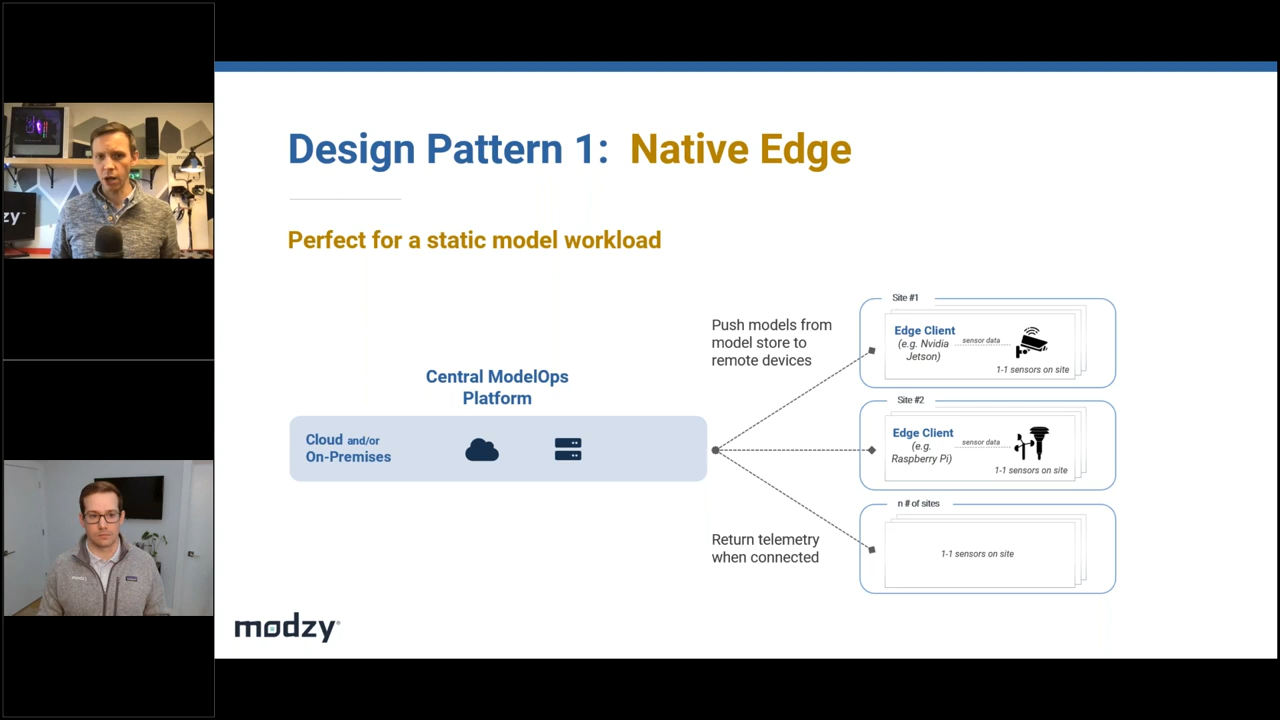 Design Pattern 1: Native Edge
Perfect for a static model workload
Push models from
model store to
remote devices
Central ModelOps
Platform
Cloud and/or
On-Premises
Return telemetry
when connected
Site #1
Edge Client
(e.g. Nvidia
Jetson)
sensor data
1-1 sensors on site
Site #2
Edge Client
(e.g.
Raspberry Pi)
sensor data
1-1 sensors on site
n # of sites
1-1 sensors on site
modzy
zy